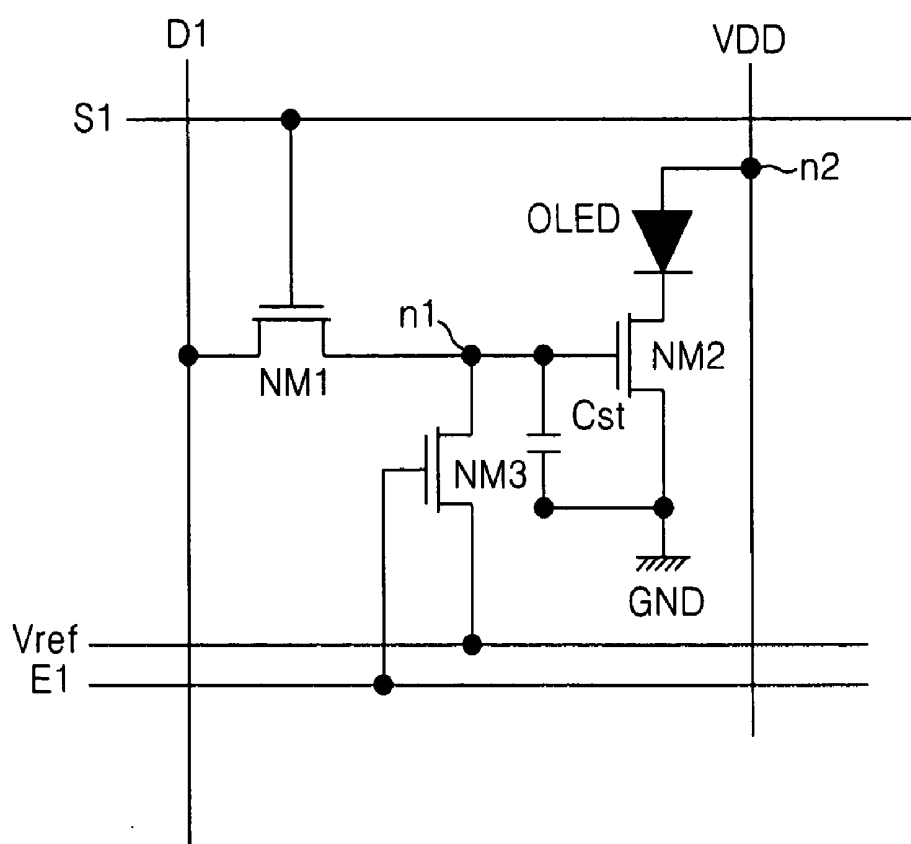 D1
VDD
S1
n2
OLED
n1
NM1
NM2
Cst
NM3
GND
Vref
E1